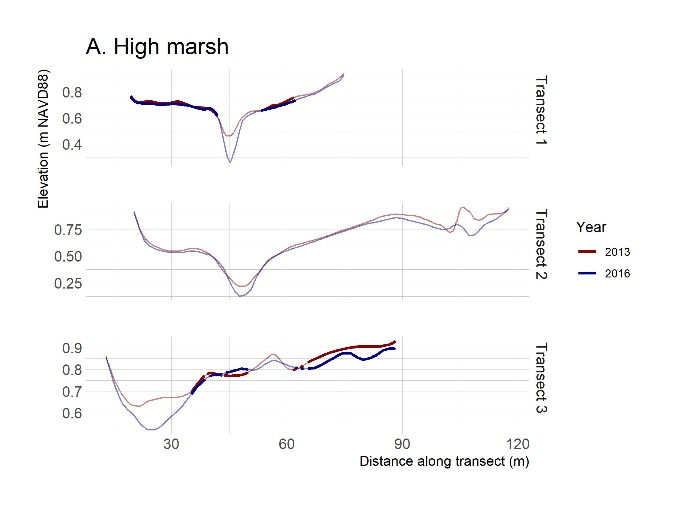 A. High marsh
Elevation (m NAVD88)
0.8
0.6
0.4
Transect 1
0.75
0.50
0.25
Transect 2
Year
2013
2016
0.9
0.8
0.7
0.6
Transect 3
30 60 90 120
Distance along transect (m)